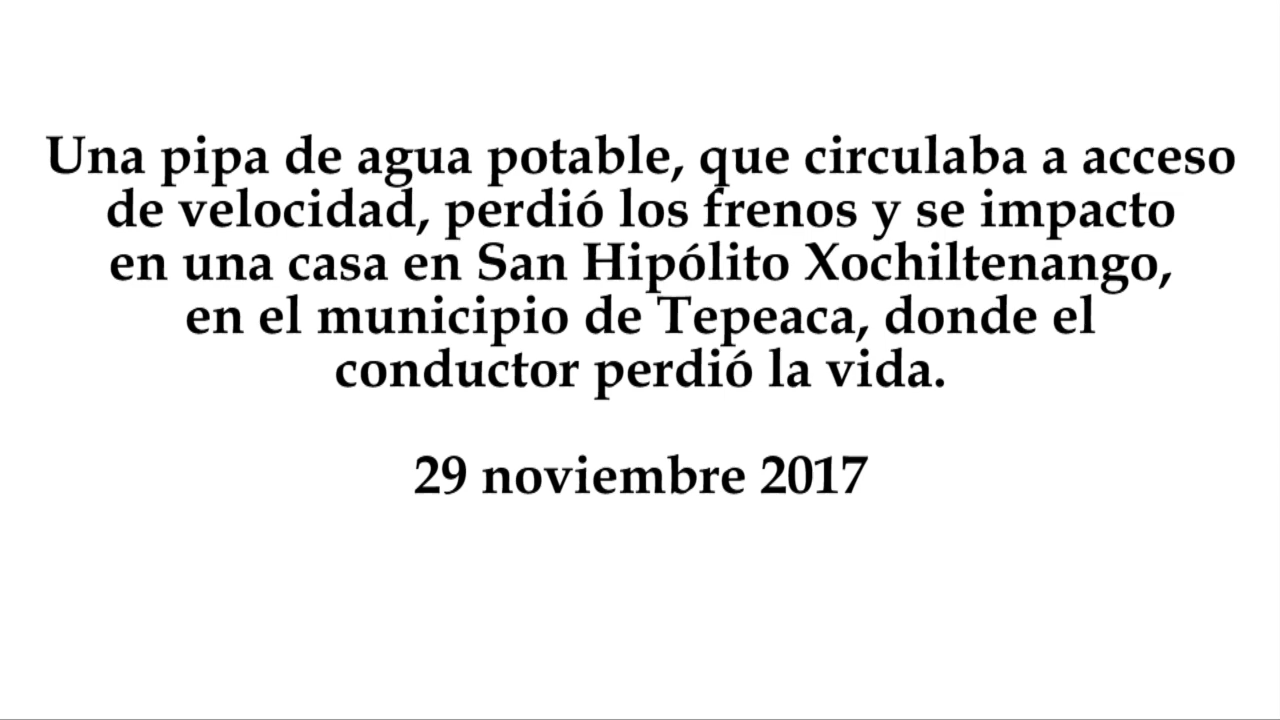 Una pipa de agua potable, que circulaba a acceso
de velocidad, perdió los frenos y se impacto
en una casa en San Hipólito Xochiltenango,
en el municipio de Tepeaca, donde el
conductor perdió la vida.
29 noviembre 2017